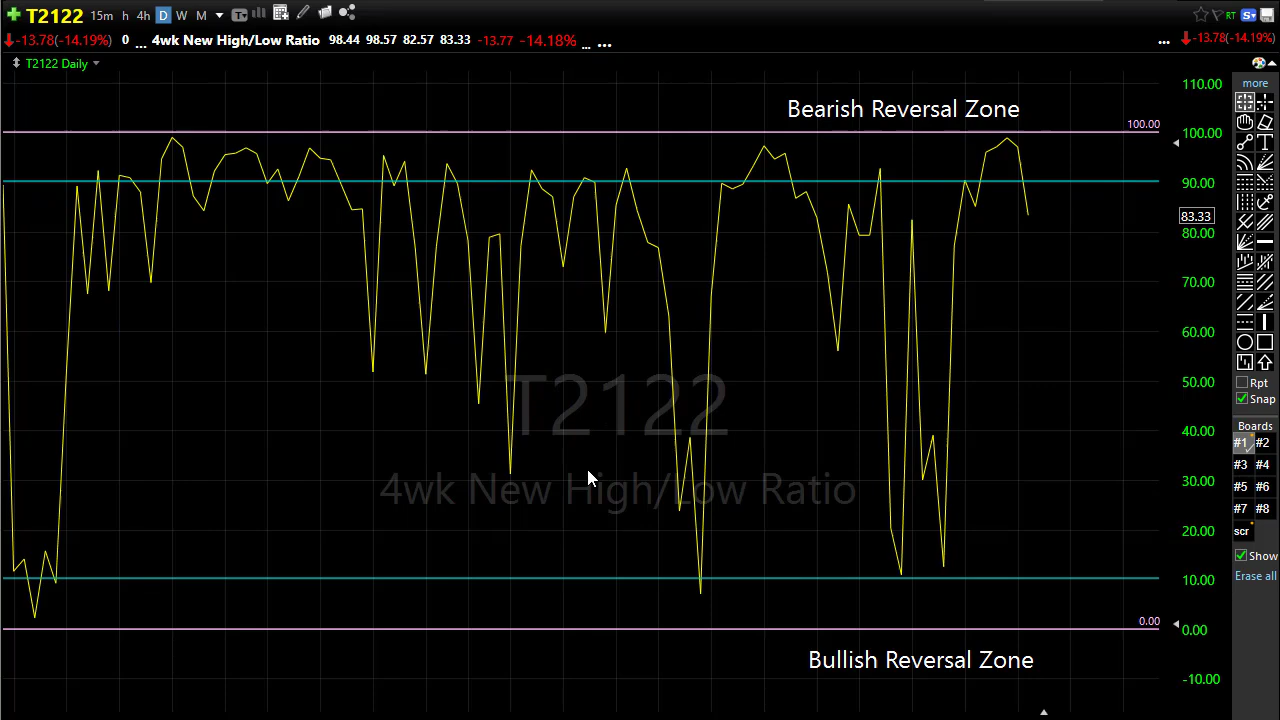 T2122 15m h 4h D W M RT
-13.78(-14.19%) 0 ... 4wk New High/Low Ratio 98.44 98.57 82.57 83.33 -13.77 -14.18% ... ... ... -13.78(-14.19%)
T2122 Daily
more
110.00
Bearish Reversal Zone
100.00
100.00
90.00
83.33
80.00
70.00
60.00
50.00
40.00
30.00
20.00
10.00
0.00
0.00
-10.00
T2122
4wk New High/Low Ratio
Bullish Reversal Zone
Rpt
Snap
Boards
#1 #2
#3 #4
#5 #6
#7 #8
scr
Show
Erase all